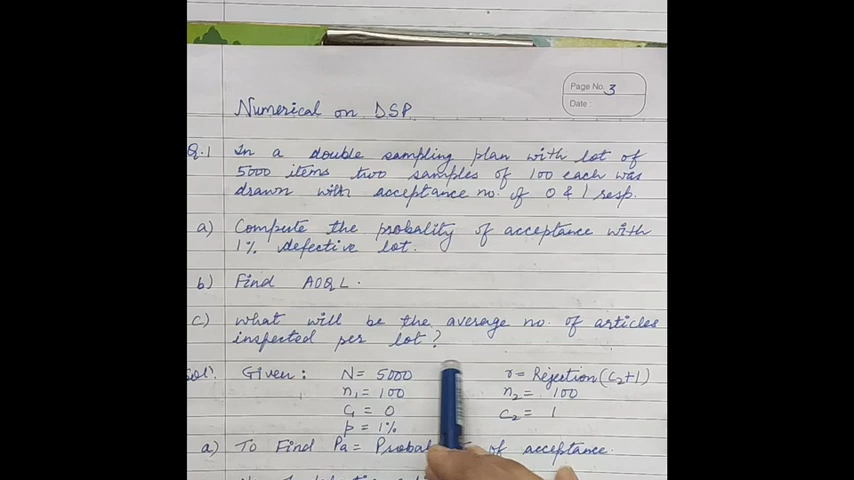 Page No. 3
Date :
Numerical on DSP
Q.1 In a double sampling plan with lot of
5000 items two samples of 100 each was
drawn with acceptance no. of 0 & 1 resp.
a) Compute the probality of acceptance with
1% defective lot.
b) Find AOQL.
c) What will be the average no. of articles
inspected per lot?
Solⁿ. Given: N = 5000 r = Rejection (c2+1)
n1 = 100 n2 = 100
c1 = 0 c2 = 1
p = 1%
a) To Find Pa = of acceptance.